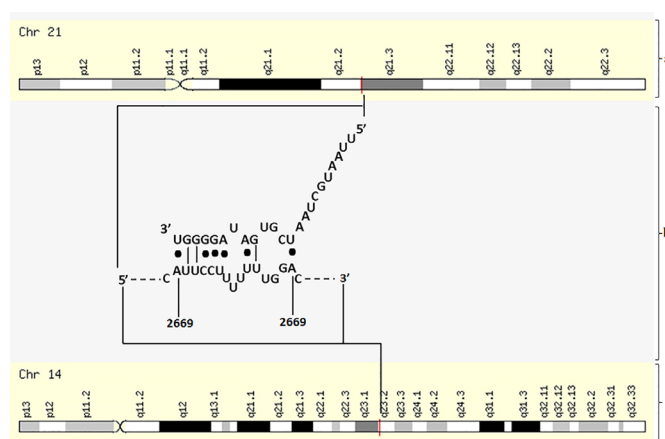 Chr 21
p13 p12 p11.2 p11.1 q11.1 q11.2 q21.1 q21.2 q21.3 q22.11 q22.12 q22.13 q22.2 q22.3
5’
U
U
A
A
U
G
C
U
A
A
3’ U UG
UGGGGA AG CU
AUUCCU UU GA
5’ C U U UG C 3’
U
2669 2669
Chr 14
p13 p12 p11.2 q11.2 q12 q13.1 q21.1 q21.2 q21.3 q22.1 q22.2 q23.1 q23.2 q23.3 q24.1 q24.2 q24.3 q31.1 q31.3 q32.11 q32.12 q32.13 q32.2 q32.31 q32.33